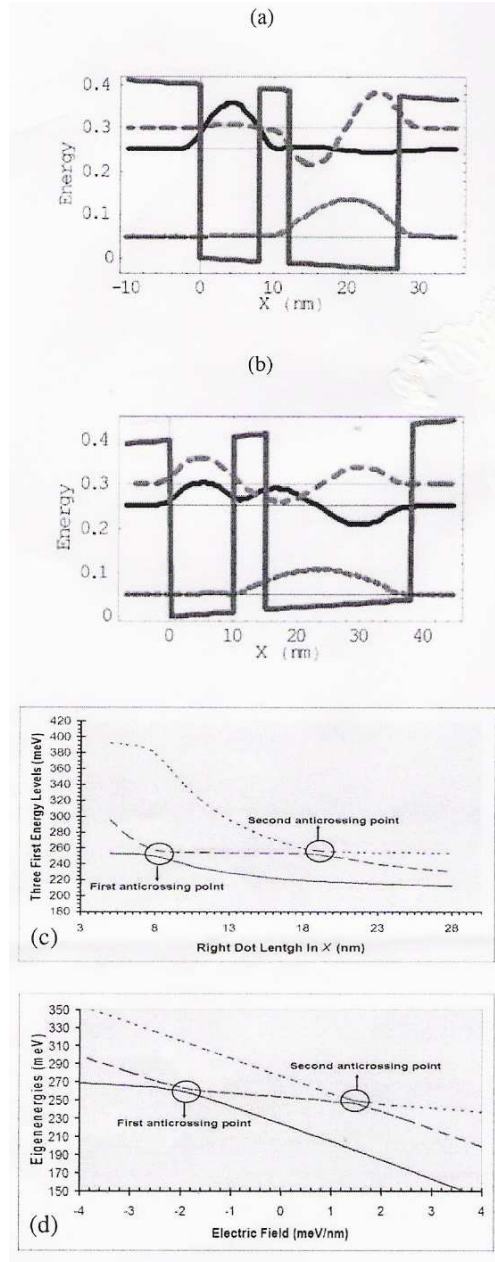 (a)
0.4
0.3
0.2
0.1
0
Energy
-10 0 10 20 30
X (nm)
(b)
0.4
0.3
0.2
0.1
0
Energy
0 10 20 30 40
X (nm)
420
400
380
360
340
320
300
280
260
240
220
200
180
Three First Energy Levels (meV)
Second anticrossing point
First anticrossing point
3 8 13 18 23 28
(c)
Right Dot Lentgh In X (nm)
350
330
310
290
270
250
230
210
190
170
150
Eigenenergies (meV)
Second anticrossing point
First anticrossing point
-4 -3 -2 -1 0 1 2 3 4
(d)
Electric Field (meV/nm)